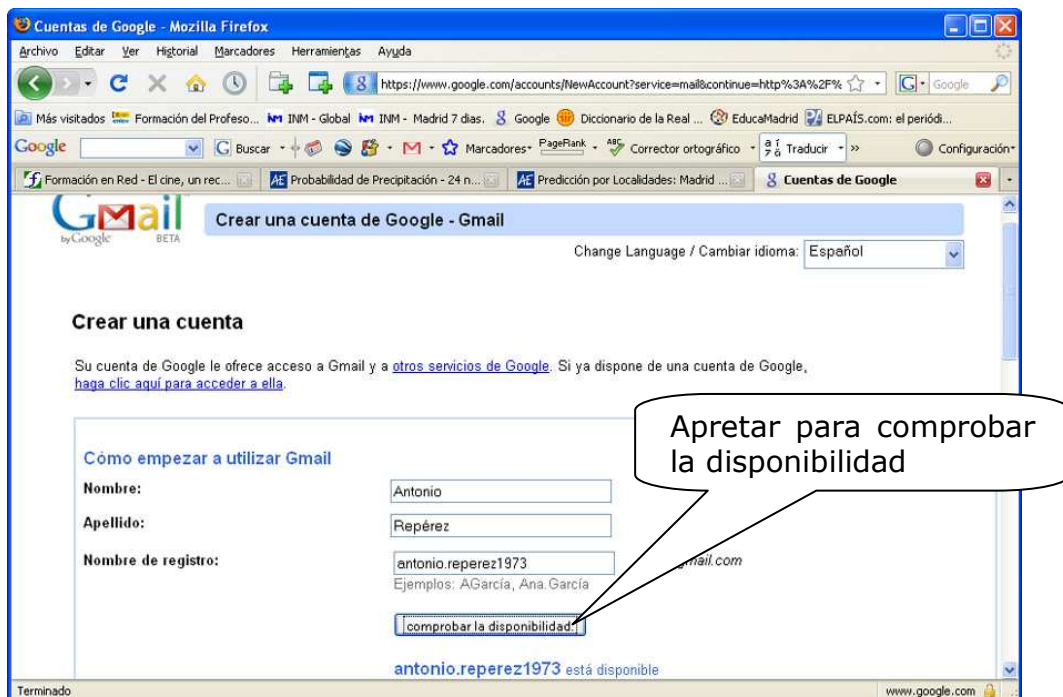 Cuentas de Google - Mozilla Firefox
Archivo Editar Ver Historial Marcadores Herramientas Ayuda
https://www.google.com/accounts/NewAccount?service=mail&continue=http%3A%2F% G Google
Más visitados Formación del Profeso... INM - Global INM - Madrid 7 dias. Google Diccionario de la Real ... EducaMadrid ELPAÍS.com: el periódi...
Google Buscar Marcadores PageRank Corrector ortográfico Traducir » Configuración
Formación en Red - El cine, un rec... Probabilidad de Precipitación - 24 n... Predicción por Localidades: Madrid ... Cuentas de Google
Gmail
by Google BETA
Crear una cuenta de Google - Gmail
Change Language / Cambiar idioma: Español
Crear una cuenta
Su cuenta de Google le ofrece acceso a Gmail y a otros servicios de Google. Si ya dispone de una cuenta de Google,
haga clic aquí para acceder a ella.
Apretar para comprobar
la disponibilidad
Cómo empezar a utilizar Gmail
Nombre: Antonio
Apellido: Repérez
Nombre de registro: antonio.reperez1973 gmail.com
Ejemplos: AGarcía, Ana.García
comprobar la disponibilidad.
antonio.reperez1973 está disponible
Terminado www.google.com